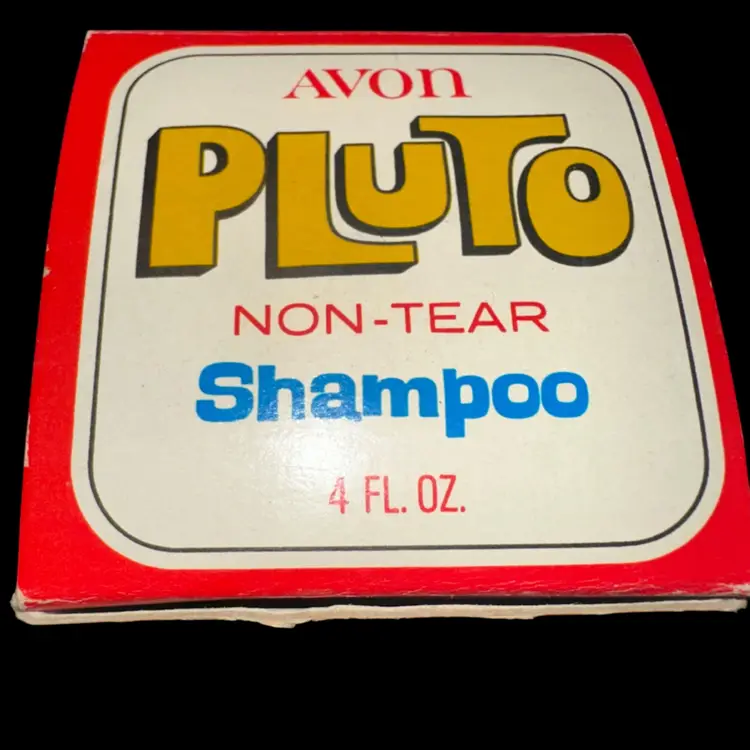 AVON
PLUTO
NON-TEAR
Shampoo
4 FL. OZ.